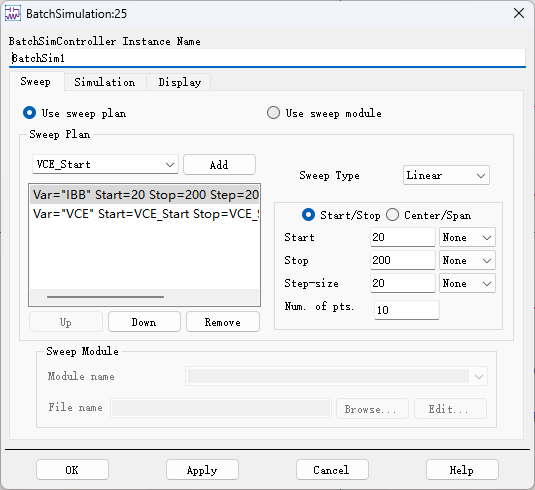 BatchSimulation:25
BatchSimController Instance Name
BatchSim1
Sweep Simulation Display
Use sweep plan Use sweep module
Sweep Plan
VCE_Start Add
Var="IBB" Start=20 Stop=200 Step=20
Var="VCE" Start=VCE_Start Stop=VCE_S
Up Down Remove
Sweep Type Linear
Start/Stop Center/Span
Start 20 None
Stop 200 None
Step-size 20 None
Num. of pts. 10
Sweep Module
Module name
File name Browse... Edit...
OK Apply Cancel Help